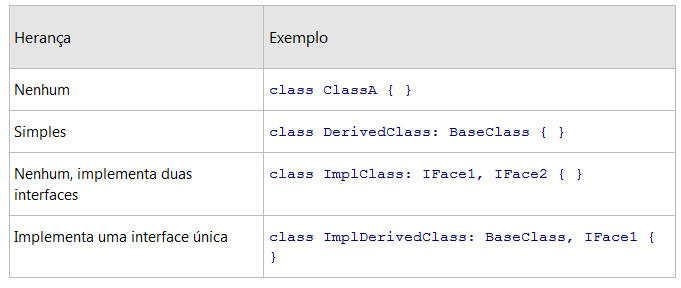 Herança
Exemplo
Nenhum
class ClassA { }
Simples
class DerivedClass: BaseClass { }
Nenhum, implementa duas
interfaces
class ImplClass: IFace1, IFace2 { }
Implementa uma interface única
class ImplDerivedClass: BaseClass, IFace1 {
}